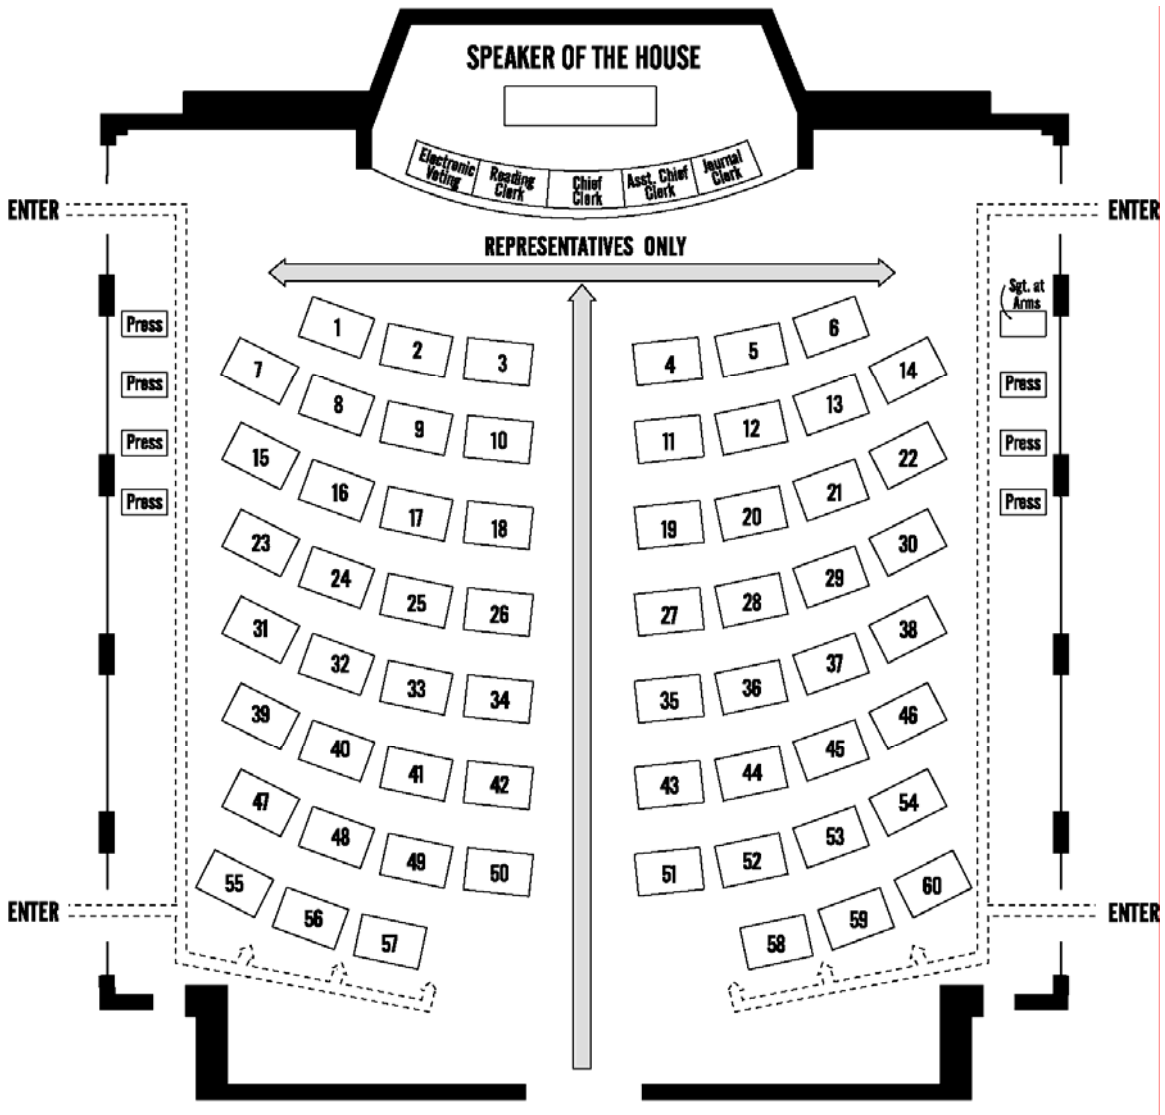 SPEAKER OF THE HOUSE
Electronic
Voting
Reading
Clerk
Chief
Clerk
Asst. Chief
Clerk
Journal
Clerk
ENTER
ENTER
REPRESENTATIVES ONLY
Sgt. at
Arms
Press
Press
Press
Press
Press
Press
Press
1 2 3 4 5 6
7 8 9 10 11 12 13 14
15 16 17 18 19 20 21 22
23 24 25 26 27 28 29 30
31 32 33 34 35 36 37 38
39 40 41 42 43 44 45 46
47 48 49 50 51 52 53 54
55 56 57 58 59 60
ENTER
ENTER